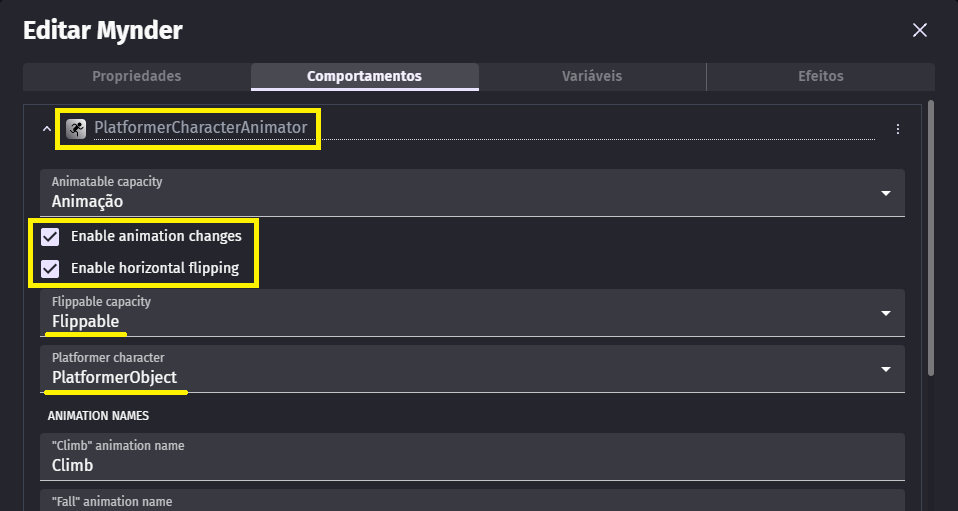 Editar Mynder
Propriedades
Comportamentos
Variáveis
Efeitos
PlatformerCharacterAnimator
Animatable capacity
Animação
Enable animation changes
Enable horizontal flipping
Flippable capacity
Flippable
Platformer character
PlatformerObject
ANIMATION NAMES
"Climb" animation name
Climb
"Fall" animation name